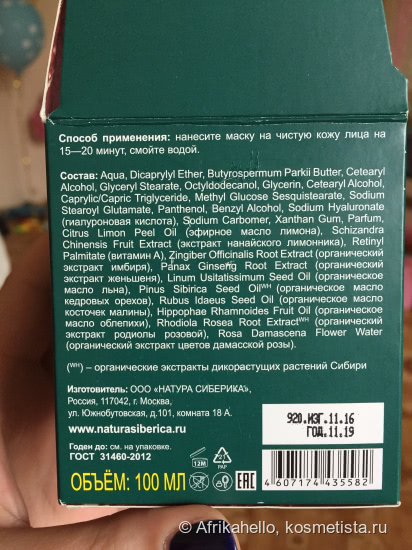 Способ применения: нанесите маску на чистую кожу лица на
15—20 минут, смойте водой.
Состав: Aqua, Dicaprylyl Ether, Butyrospermum Parkii Butter, Cetearyl
Alcohol, Glyceryl Stearate, Octyldodecanol, Glycerin, Cetearyl Alcohol,
Caprylic/Capric Triglyceride, Methyl Glucose Sesquistearate, Sodium
Stearoyl Glutamate, Panthenol, Benzyl Alcohol, Sodium Hyaluronate
(гиалуроновая кислота), Sodium Carbomer, Xanthan Gum, Parfum,
Citrus Limon Peel Oil (эфирное масло лимона), Schizandra
Chinensis Fruit Extract (экстракт нанайского лимонника), Retinyl
Palmitate (витамин А), Zingiber Officinalis Root Extract (органический
экстракт имбиря), Panax Ginseng Root Extract (органический
экстракт женьшеня), Linum Usitatissimum Seed Oil (органическое
масло льна), Pinus Sibirica Seed Oil(WH) (органическое масло
кедровых орехов), Rubus Idaeus Seed Oil (органическое масло
косточек малины), Hippophae Rhamnoides Fruit Oil (органическое
масло облепихи), Rhodiola Rosea Root Extract(WH) (органический
экстракт родиолы розовой), Rosa Damascena Flower Water
(органический экстракт цветов дамасской розы).
(WH) – органические экстракты дикорастущих растений Сибири
Изготовитель: ООО «НАТУРА СИБЕРИКА»,
Россия, 117042, г. Москва,
ул. Южнобутовская, д.101, комната 18 А.
www.naturasiberica.ru
Годен до: см. на упаковке.
ГОСТ 31460-2012
ОБЪЁМ: 100 МЛ
12M
PAP
EAC
920.ИЗГ.11.16
ГОД.11.19
4 607174 435582
© Afrikahello, kosmetista.ru